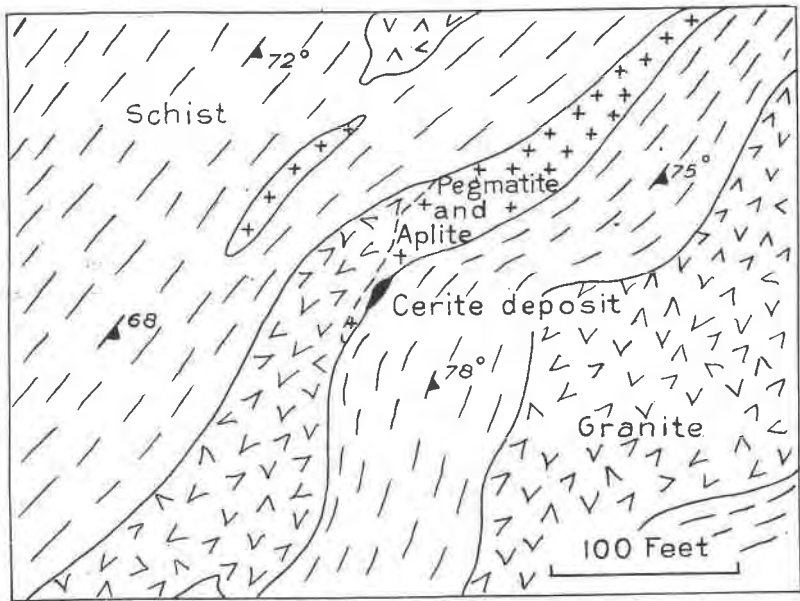 72°
Schist
75°
Pegmatite
and
Aplite
Cerite deposit
68
78°
Granite
100 Feet